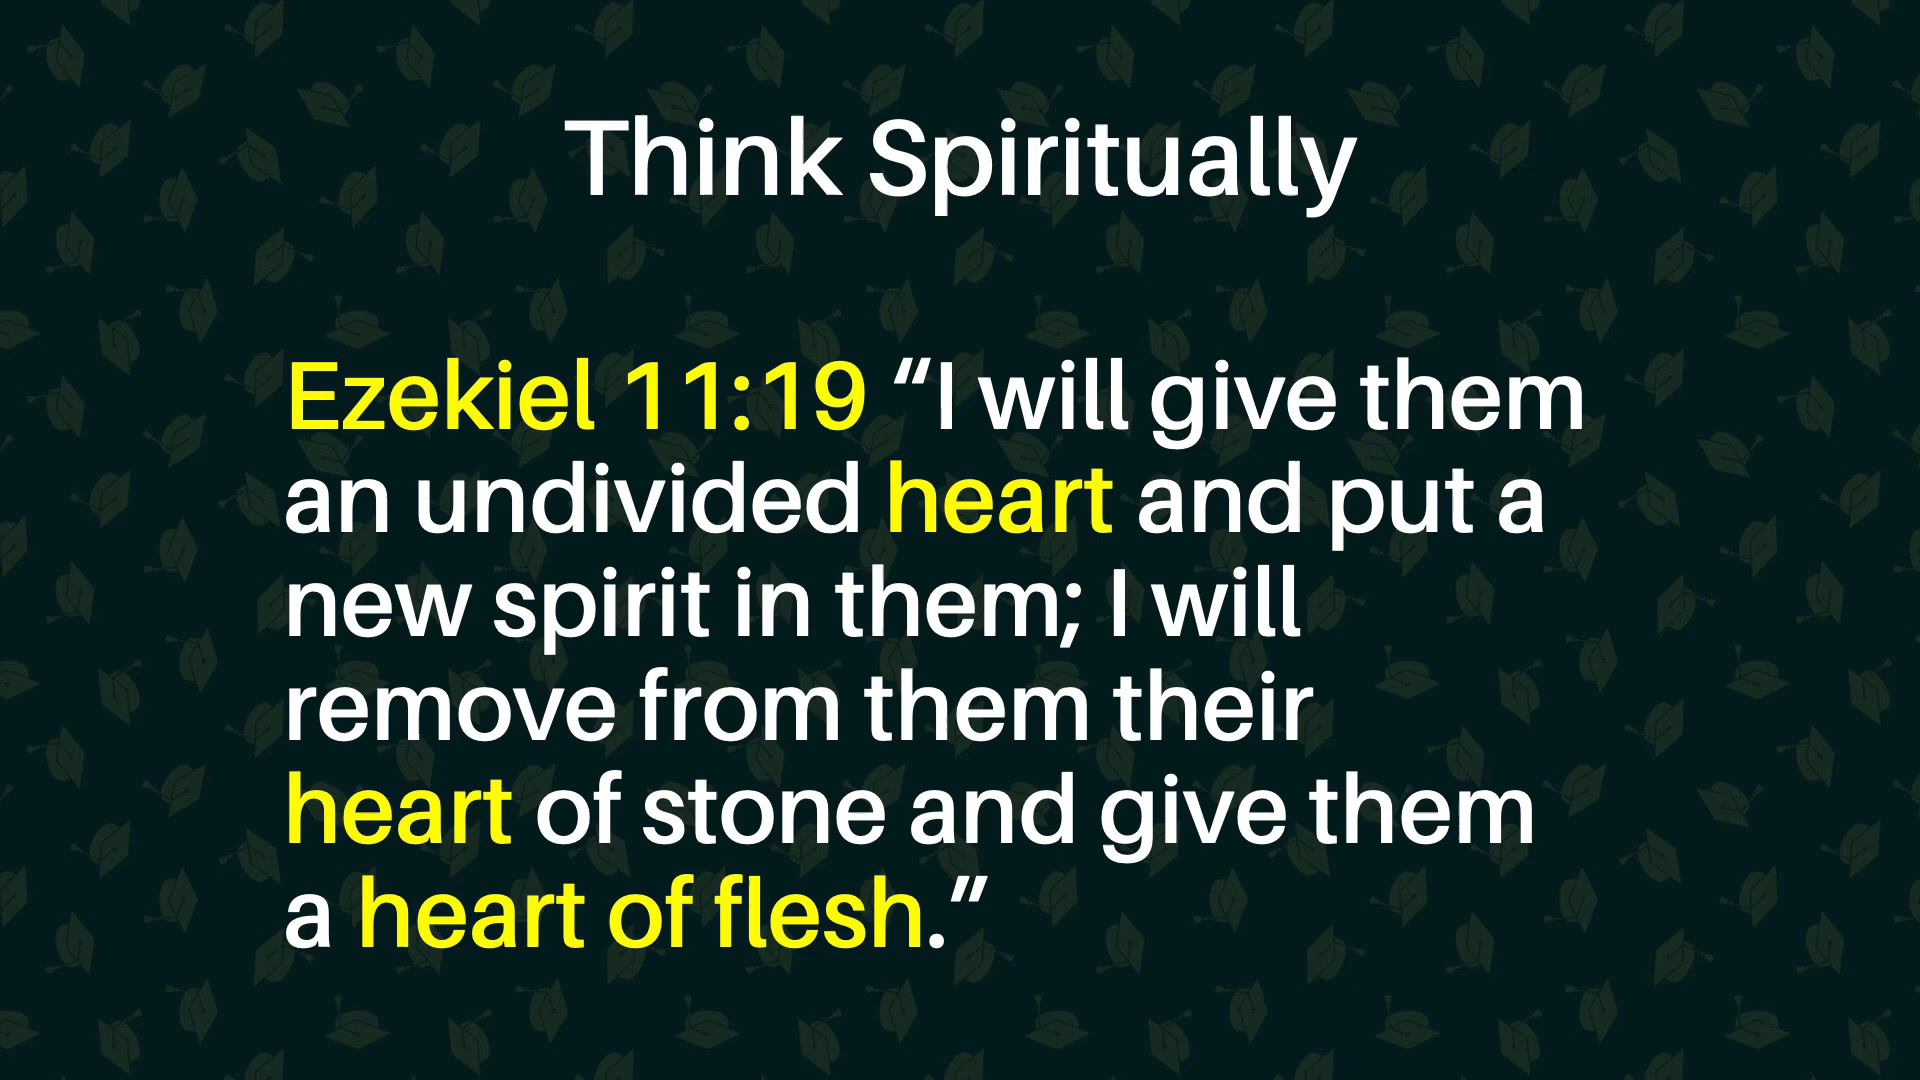 Think Spiritually
Ezekiel 11:19 “I will give them
an undivided heart and put a
new spirit in them; I will
remove from them their
heart of stone and give them
a heart of flesh.”